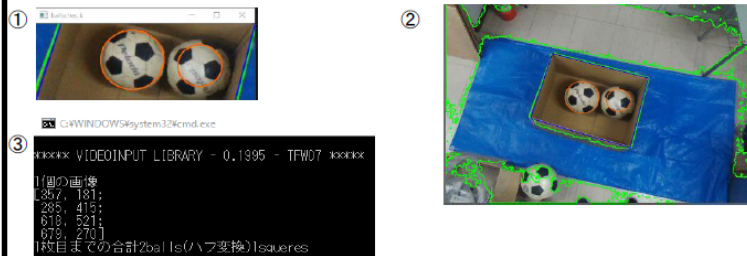 ①
ballcheck
②
C:¥WINDOWS¥system32¥cmd.exe
③
***** VIDEOINPUT LIBRARY - 0.1995 - TFW07 *****
1個の画像
[357, 181;
285, 415;
618, 521;
679, 270]
1枚目までの合計2balls(ハフ変換)1squeres